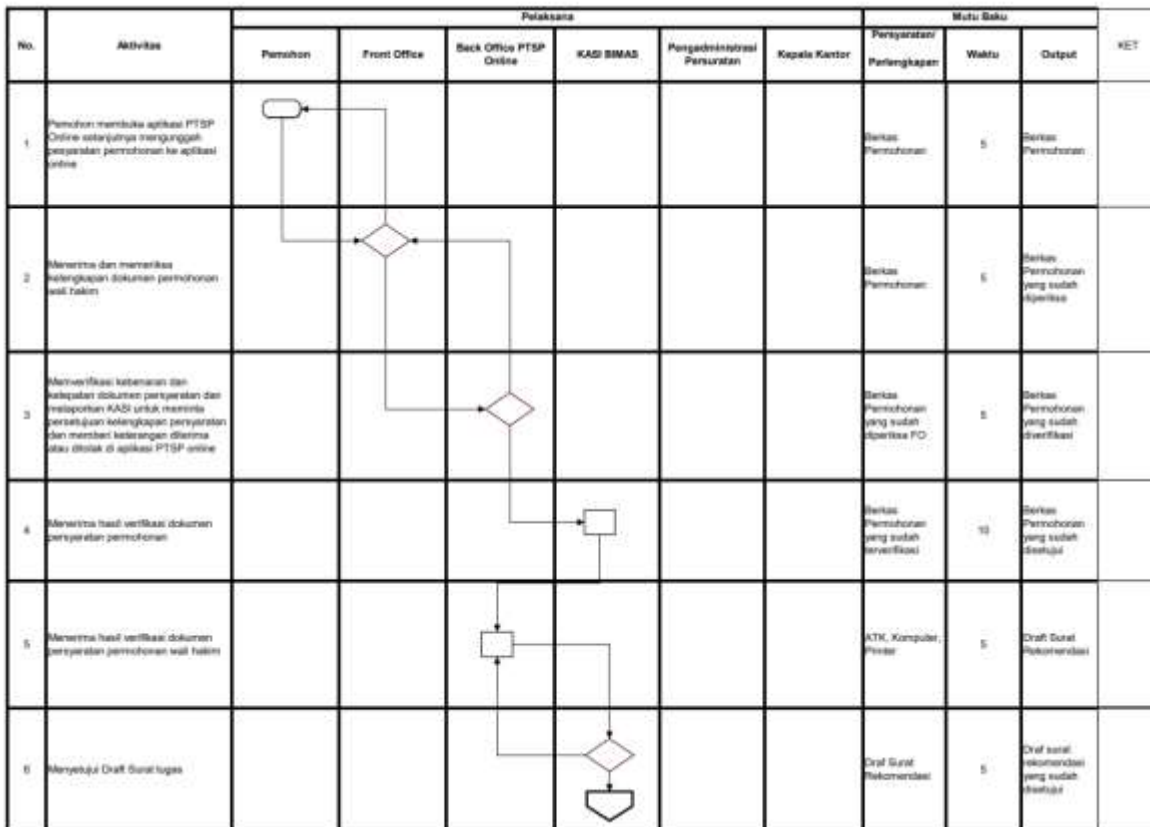 Pelaksana
Mutu Baku
No.
Aktivitas
Pemohon
Front Office
Back Office PTSP
Online
KASI BIMAS
Pengadministrasi
Persuratan
Kepala Kantor
Persyaratan/
Perlengkapan
Waktu
Output
KET
1
Pemohon membuka aplikasi PTSP
Online selanjutnya mengunggah
persyaratan permohonan ke aplikasi
online
Berkas
Permohonan
5
Berkas
Permohonan
2
Menerima dan memeriksa
kelengkapan dokumen permohonan
wali hakim
Berkas
Permohonan
5
Berkas
Permohonan
yang sudah
diperiksa
3
Memverifikasi kebenaran dan
ketepatan dokumen persyaratan dan
melaporkan KASI untuk meminta
persetujuan kelengkapan persyaratan
dan memberi keterangan diterima
atau ditolak di aplikasi PTSP online
Berkas
Permohonan
yang sudah
diperiksa FO
5
Berkas
Permohonan
yang sudah
diverifikasi
4
Menerima hasil verifikasi dokumen
persyaratan permohonan
Berkas
Permohonan
yang sudah
terverifikasi
10
Berkas
Permohonan
yang sudah
disetujui
5
Menerima hasil verifikasi dokumen
persyaratan permohonan wali hakim
ATK, Komputer,
Printer
5
Draft Surat
Rekomendasi
6
Menyetujui Draft Surat tugas
Draf Surat
Rekomendasi
5
Draf surat
rekomendasi
yang sudah
disetujui